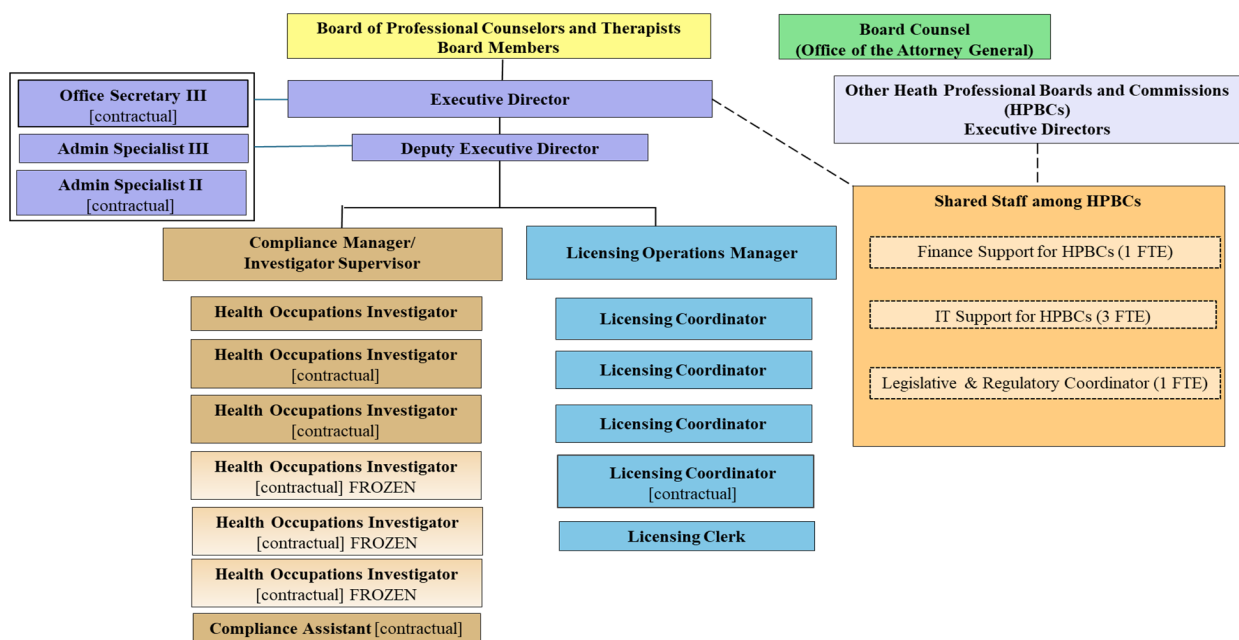 Board of Professional Counselors and Therapists
Board Members
Board Counsel
(Office of the Attorney General)
Office Secretary III
[contractual]
Executive Director
Other Heath Professional Boards and Commissions
(HPBCs)
Executive Directors
Admin Specialist III
Deputy Executive Director
Admin Specialist II
[contractual]
Shared Staff among HPBCs
Finance Support for HPBCs (1 FTE)
IT Support for HPBCs (3 FTE)
Legislative & Regulatory Coordinator (1 FTE)
Compliance Manager/
Investigator Supervisor
Health Occupations Investigator
Health Occupations Investigator
[contractual]
Health Occupations Investigator
[contractual]
Health Occupations Investigator
[contractual] FROZEN
Health Occupations Investigator
[contractual] FROZEN
Health Occupations Investigator
[contractual] FROZEN
Compliance Assistant [contractual]
Licensing Operations Manager
Licensing Coordinator
Licensing Coordinator
Licensing Coordinator
Licensing Coordinator
[contractual]
Licensing Clerk